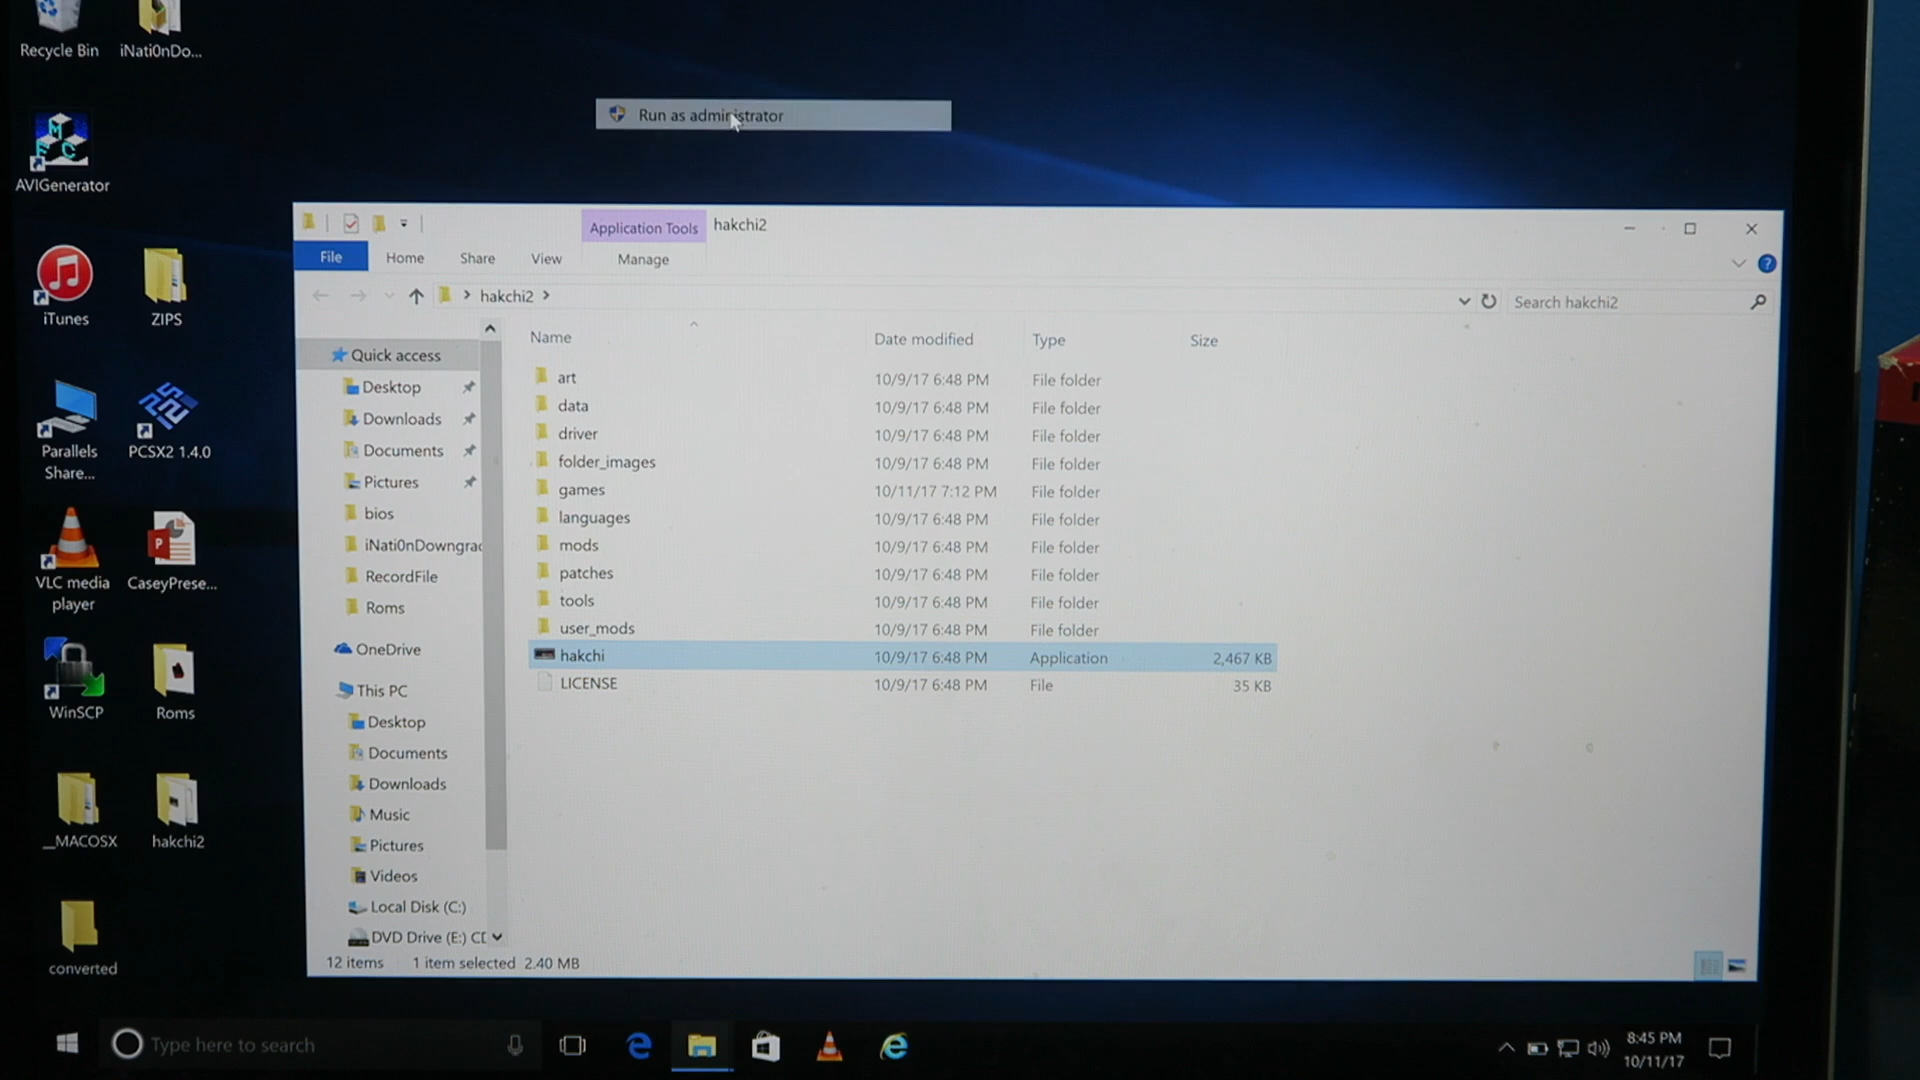 Recycle Bin
iNati0nDo...
AVIGenerator
iTunes
ZIPS
Parallels
Share...
PCSX2 1.4.0
VLC media
player
CaseyPrese...
WinSCP
Roms
__MACOSX
hakchi2
converted
Run as administrator
Application Tools
hakchi2
File
Home
Share
View
Manage
hakchi2
Search hakchi2
Quick access
Desktop
Downloads
Documents
Pictures
bios
iNati0nDowngrad
RecordFile
Roms
OneDrive
This PC
Desktop
Documents
Downloads
Music
Pictures
Videos
Local Disk (C:)
DVD Drive (E:) CD
Name Date modified Type Size
art 10/9/17 6:48 PM File folder
data 10/9/17 6:48 PM File folder
driver 10/9/17 6:48 PM File folder
folder_images 10/9/17 6:48 PM File folder
games 10/11/17 7:12 PM File folder
languages 10/9/17 6:48 PM File folder
mods 10/9/17 6:48 PM File folder
patches 10/9/17 6:48 PM File folder
tools 10/9/17 6:48 PM File folder
user_mods 10/9/17 6:48 PM File folder
hakchi 10/9/17 6:48 PM Application 2,467 KB
LICENSE 10/9/17 6:48 PM File 35 KB
12 items 1 item selected 2.40 MB
Type here to search
8:45 PM
10/11/17